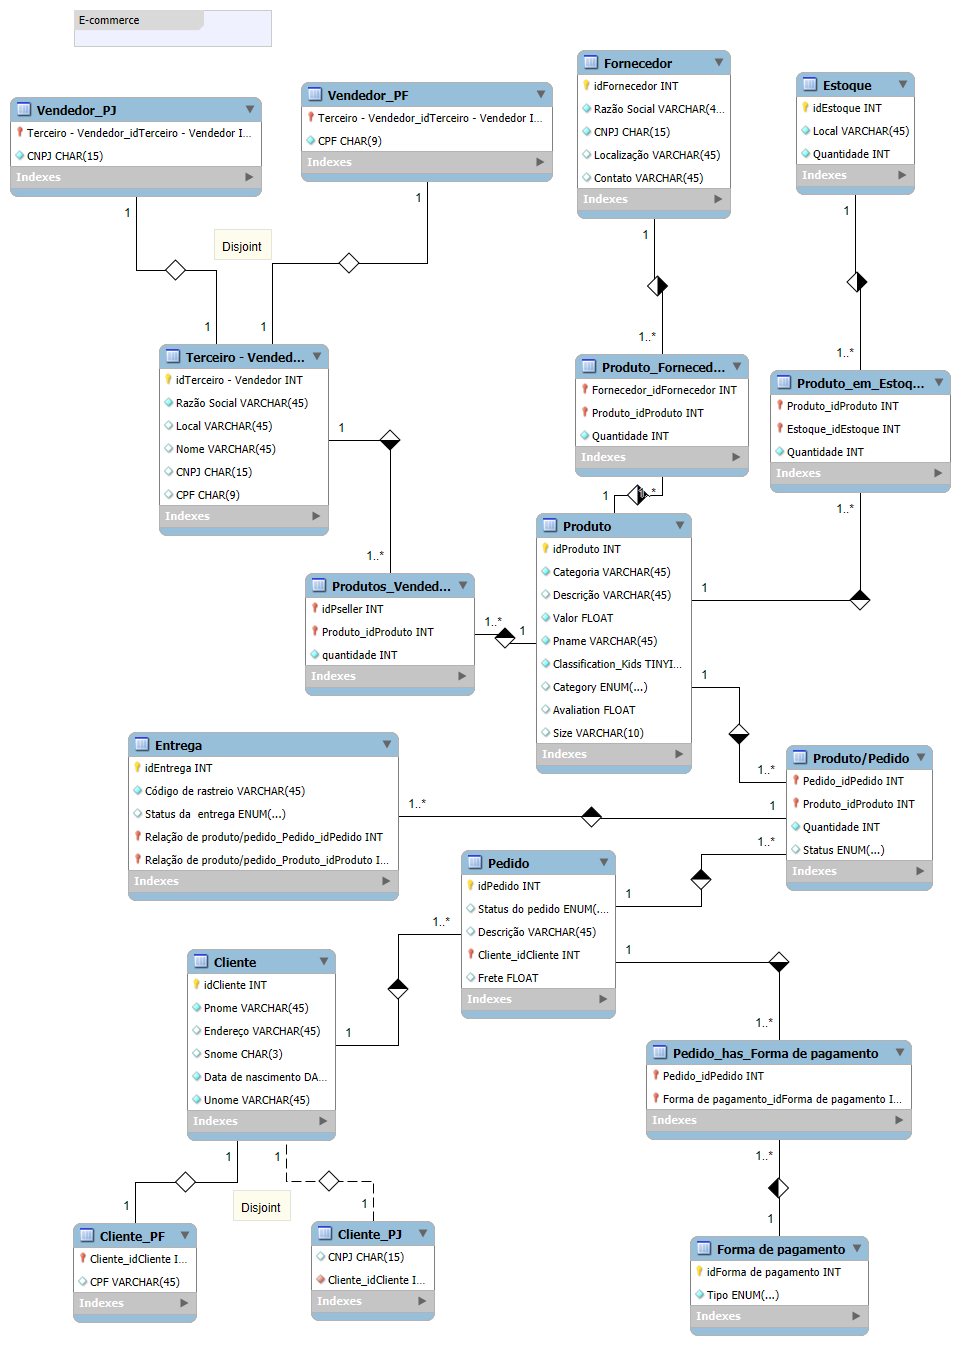 E-commerce
Vendedor_PJ
Terceiro - Vendedor_idTerceiro - Vendedor I...
CNPJ CHAR(15)
Indexes
Vendedor_PF
Terceiro - Vendedor_idTerceiro - Vendedor I...
CPF CHAR(9)
Indexes
Fornecedor
idFornecedor INT
Razão Social VARCHAR(4...
CNPJ CHAR(15)
Localização VARCHAR(45)
Contato VARCHAR(45)
Indexes
Estoque
idEstoque INT
Local VARCHAR(45)
Quantidade INT
Indexes
1
1
1
1
Disjoint
1
1
1..*
1..*
Terceiro - Vended...
idTerceiro - Vendedor INT
Razão Social VARCHAR(45)
Local VARCHAR(45)
Nome VARCHAR(45)
CNPJ CHAR(15)
CPF CHAR(9)
Indexes
Produto_Forneced...
Fornecedor_idFornecedor INT
Produto_idProduto INT
Quantidade INT
Indexes
Produto_em_Estoq...
Produto_idProduto INT
Estoque_idEstoque INT
Quantidade INT
Indexes
1
1..*
1
1..*
1..*
Produtos_Vended...
idPseller INT
Produto_idProduto INT
quantidade INT
Indexes
1..*
1
Produto
idProduto INT
Categoria VARCHAR(45)
Descrição VARCHAR(45)
Valor FLOAT
Pname VARCHAR(45)
Classification_Kids TINYI...
Category ENUM(...)
Avaliation FLOAT
Size VARCHAR(10)
Indexes
1
1
1..*
Entrega
idEntrega INT
Código de rastreio VARCHAR(45)
Status da  entrega ENUM(...)
Relação de produto/pedido_Pedido_idPedido INT
Relação de produto/pedido_Produto_idProduto I...
Indexes
1..*
1
1..*
Produto/Pedido
Pedido_idPedido INT
Produto_idProduto INT
Quantidade INT
Status ENUM(...)
Indexes
Pedido
idPedido INT
Status do pedido ENUM(....
Descrição VARCHAR(45)
Cliente_idCliente INT
Frete FLOAT
Indexes
1
1
1..*
1..*
1
Cliente
idCliente INT
Pnome VARCHAR(45)
Endereço VARCHAR(45)
Snome CHAR(3)
Data de nascimento DA...
Unome VARCHAR(45)
Indexes
Pedido_has_Forma de pagamento
Pedido_idPedido INT
Forma de pagamento_idForma de pagamento I...
Indexes
1
1
Disjoint
1
1
1..*
1
Cliente_PF
Cliente_idCliente I...
CPF VARCHAR(45)
Indexes
Cliente_PJ
CNPJ CHAR(15)
Cliente_idCliente I...
Indexes
Forma de pagamento
idForma de pagamento INT
Tipo ENUM(...)
Indexes